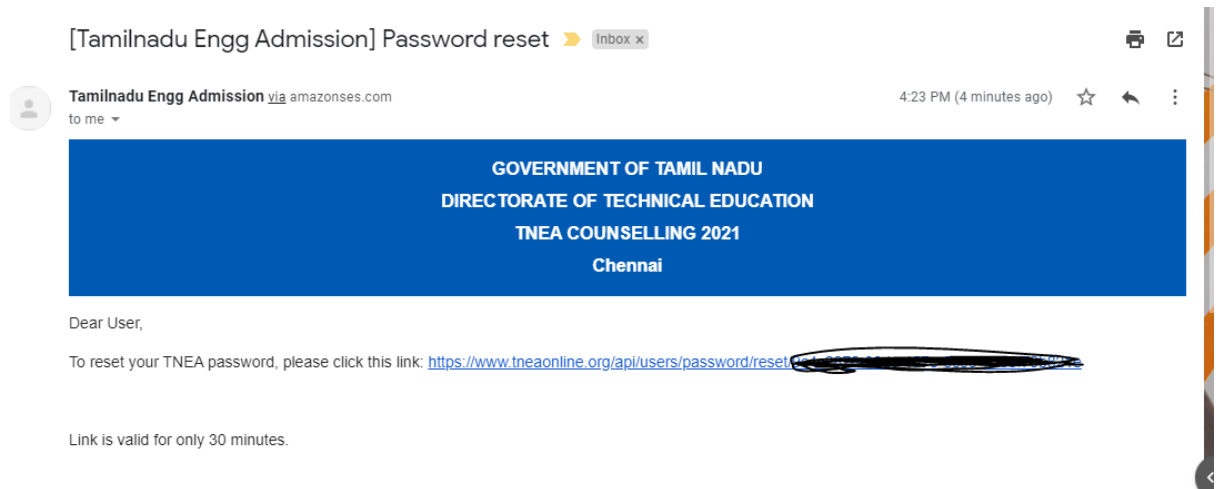 [Tamilnadu Engg Admission] Password reset Inbox x
Tamilnadu Engg Admission via amazonses.com 4:23 PM (4 minutes ago)
to me
GOVERNMENT OF TAMIL NADU
DIRECTORATE OF TECHNICAL EDUCATION
TNEA COUNSELLING 2021
Chennai
Dear User,
To reset your TNEA password, please click this link: https://www.tneaonline.org/api/users/password/reset/
Link is valid for only 30 minutes.